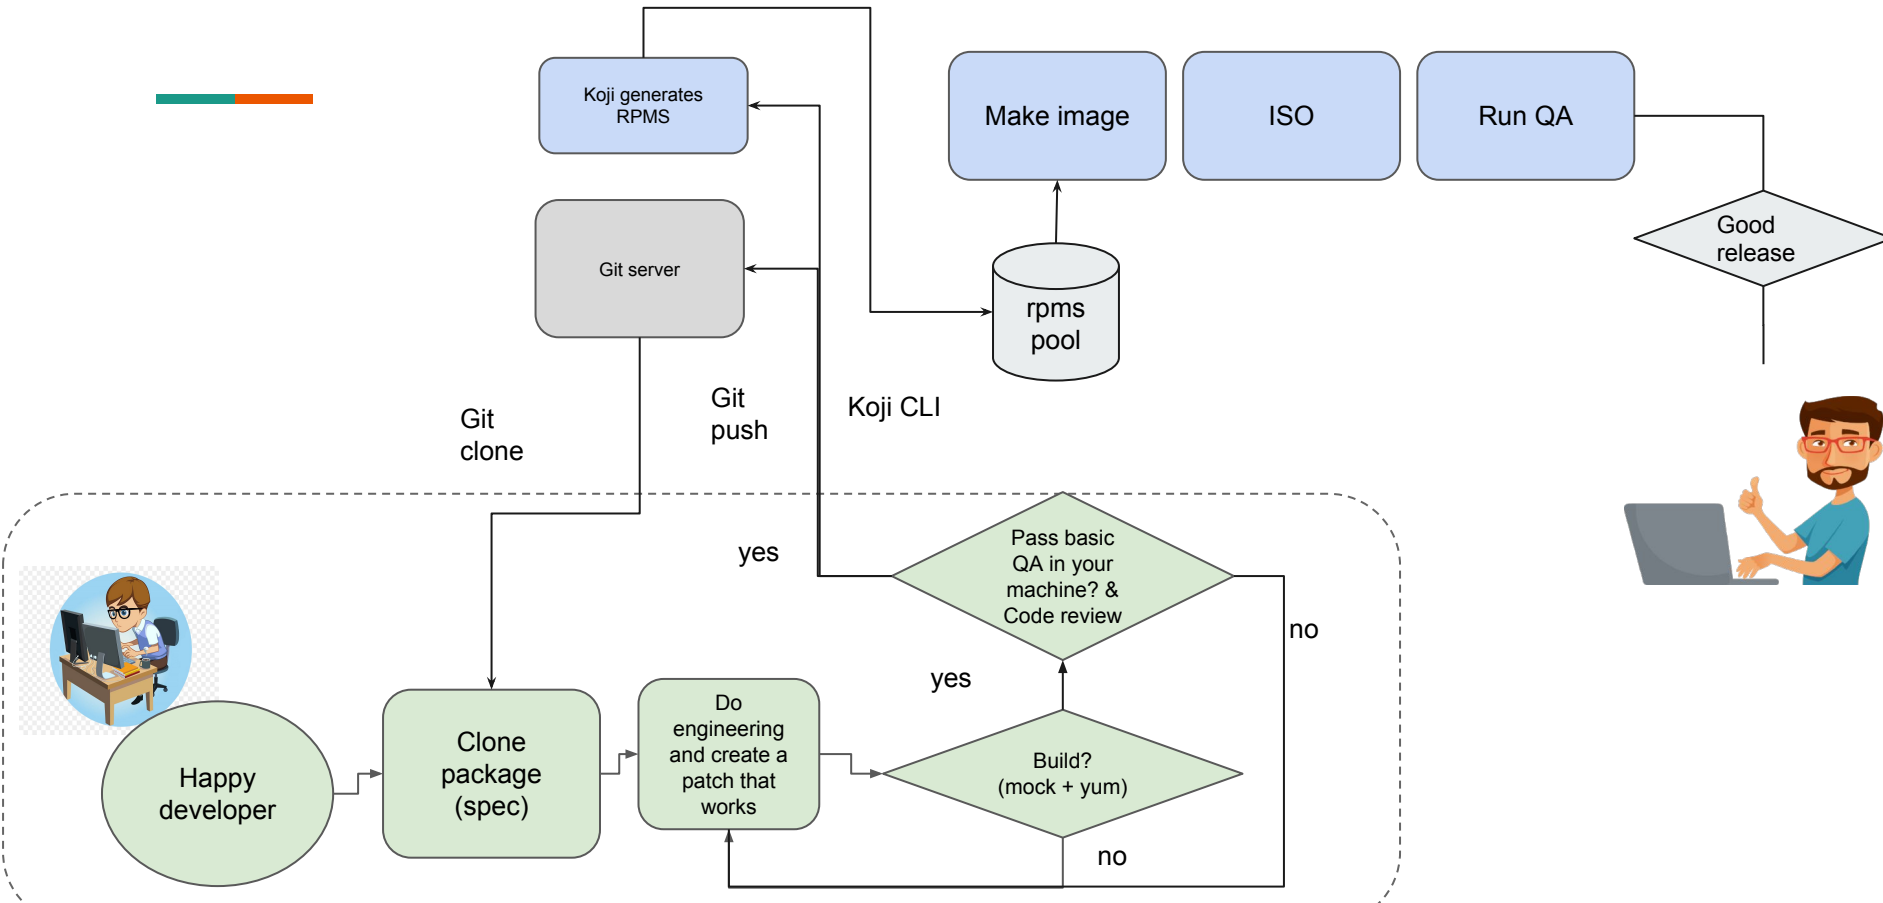 Koji generates
RPMS
Make image
ISO
Run QA
Git server
Good
release
rpms
pool
Git
clone
Git
push
Koji CLI
yes
Pass basic
QA in your
machine? &
Code review
no
yes
Happy
developer
Clone
package
(spec)
Do
engineering
and create a
patch that
works
Build?
(mock + yum)
no